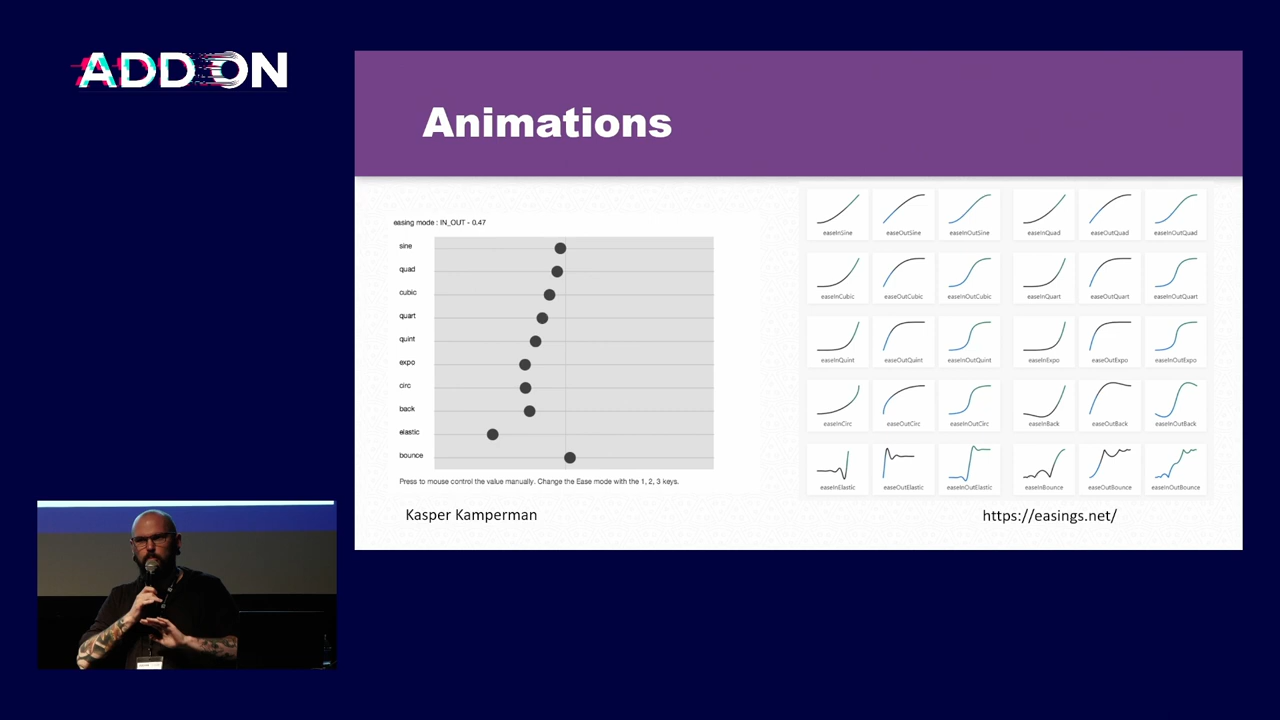 ADD ON
Animations
easing mode : IN_OUT - 0.47
sine
quad
cubic
quart
quint
expo
circ
back
elastic
bounce
Press to mouse control the value manually. Change the Ease mode with the 1, 2, 3 keys.
Kasper Kamperman
easeInSine easeOutSine easeInOutSine easeInQuad easeOutQuad easeInOutQuad
easeInCubic easeOutCubic easeInOutCubic easeInQuart easeOutQuart easeInOutQuart
easeInQuint easeOutQuint easeInOutQuint easeInExpo easeOutExpo easeInOutExpo
easeInCirc easeOutCirc easeInOutCirc easeInBack easeOutBack easeInOutBack
easeInElastic easeOutElastic easeInOutElastic easeInBounce easeOutBounce easeInOutBounce
https://easings.net/